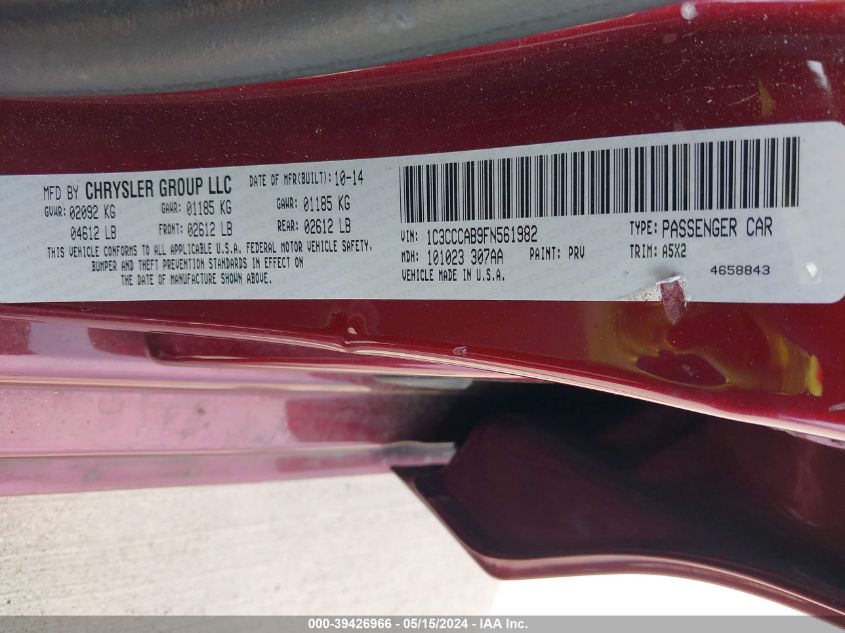 MFD BY CHRYSLER GROUP LLC DATE OF MFR(BUILT): 10-14
GVWR: 02092 KG GAWR: 01185 KG GAWR: 01185 KG
04612 LB FRONT: 02612 LB REAR: 02612 LB
THIS VEHICLE CONFORMS TO ALL APPLICABLE U.S.A. FEDERAL MOTOR VEHICLE SAFETY,
BUMPER AND THEFT PREVENTION STANDARDS IN EFFECT ON
THE DATE OF MANUFACTURE SHOWN ABOVE.
VIN: 1C3CCCAB9FN561982 TYPE: PASSENGER CAR
MDH: 101023 307AA PAINT: PRV TRIM: A5X2
VEHICLE MADE IN U.S.A. 4658843
000-39426966 - 05/15/2024 - IAA Inc.